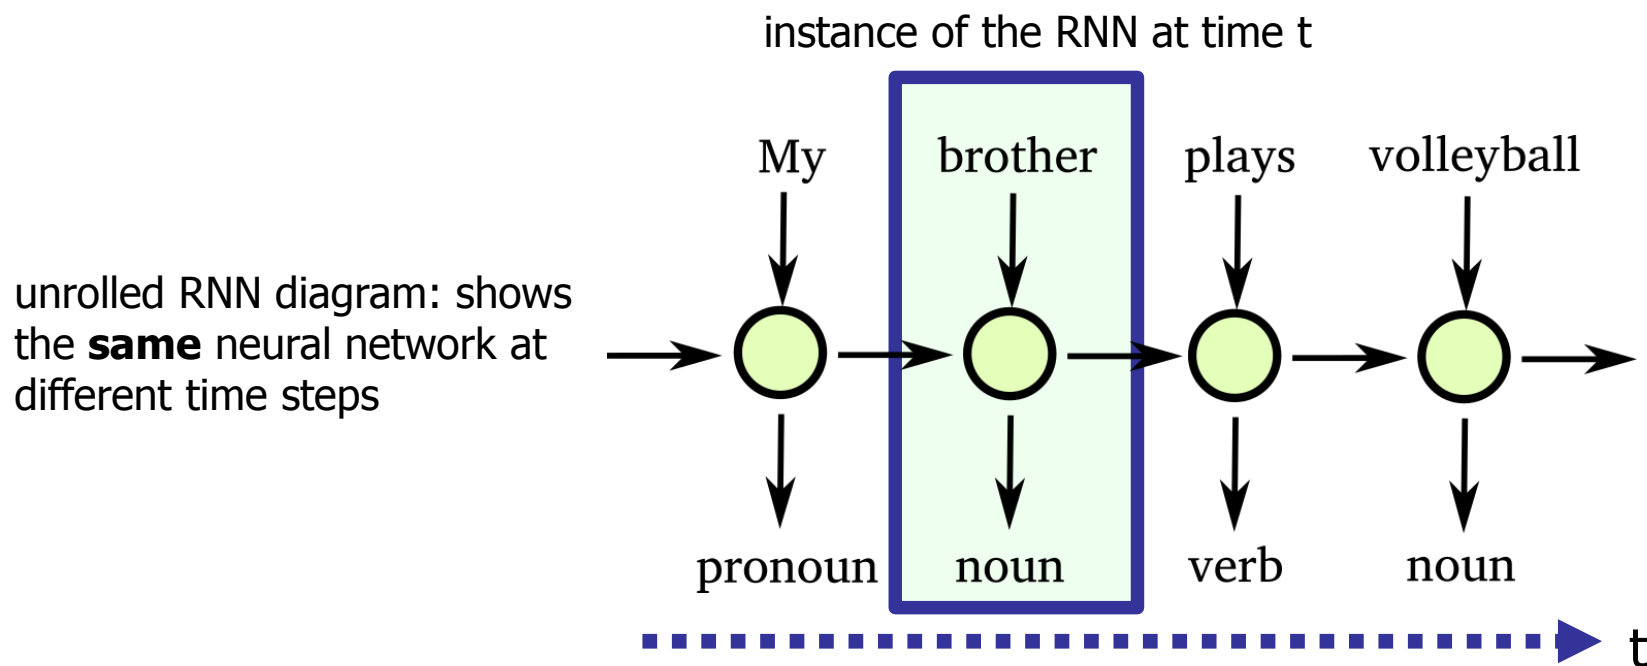 instance of the RNN at time t
My brother plays volleyball
unrolled RNN diagram: shows
the same neural network at
different time steps
pronoun noun verb noun
t